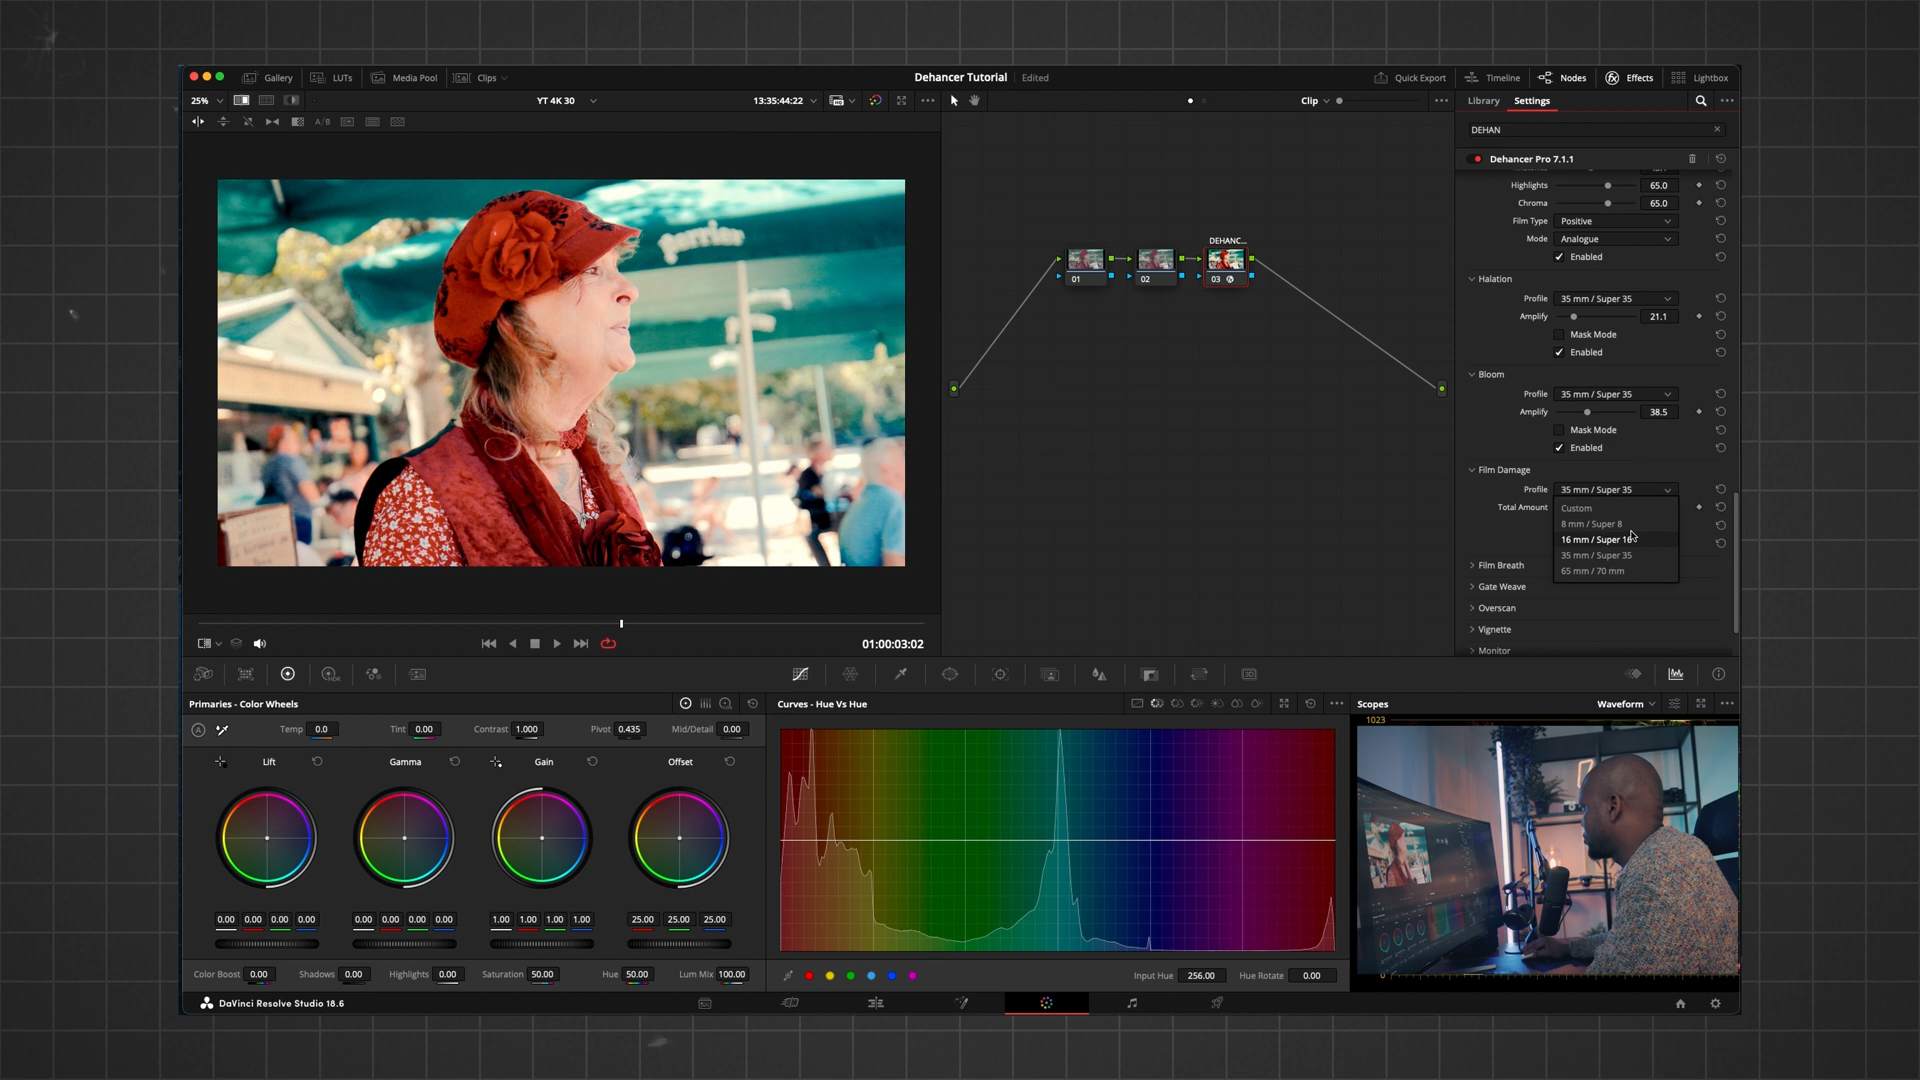 Gallery LUTs Media Pool Clips Dehancer Tutorial Edited Quick Export Timeline Nodes Effects Lightbox
25% YT 4K 30 13:35:44:22 Clip Library Settings
A/B
DEHAN
Dehancer Pro 7.1.1
Highlights 65.0
Chroma 65.0
Film Type Positive
Mode Analogue
Enabled
Halation
Profile 35 mm / Super 35
Amplify 21.1
Mask Mode
Enabled
Bloom
Profile 35 mm / Super 35
Amplify 38.5
Mask Mode
Enabled
Film Damage
Profile 35 mm / Super 35
Total Amount
Custom
8 mm / Super 8
16 mm / Super 16
35 mm / Super 35
65 mm / 70 mm
Film Breath
Gate Weave
Overscan
Vignette
Monitor
perrier
DEHANC...
01 02 03
01:00:03:02
HDR
3D
Primaries - Color Wheels
Temp 0.0 Tint 0.00 Contrast 1.000 Pivot 0.435 Mid/Detail 0.00
Lift Gamma Gain Offset
0.00 0.00 0.00 0.00 0.00 0.00 0.00 0.00 1.00 1.00 1.00 1.00 25.00 25.00 25.00
Color Boost 0.00 Shadows 0.00 Highlights 0.00 Saturation 50.00 Hue 50.00 Lum Mix 100.00
Curves - Hue Vs Hue
Input Hue 256.00 Hue Rotate 0.00
Scopes Waveform
1023
0
DaVinci Resolve Studio 18.6